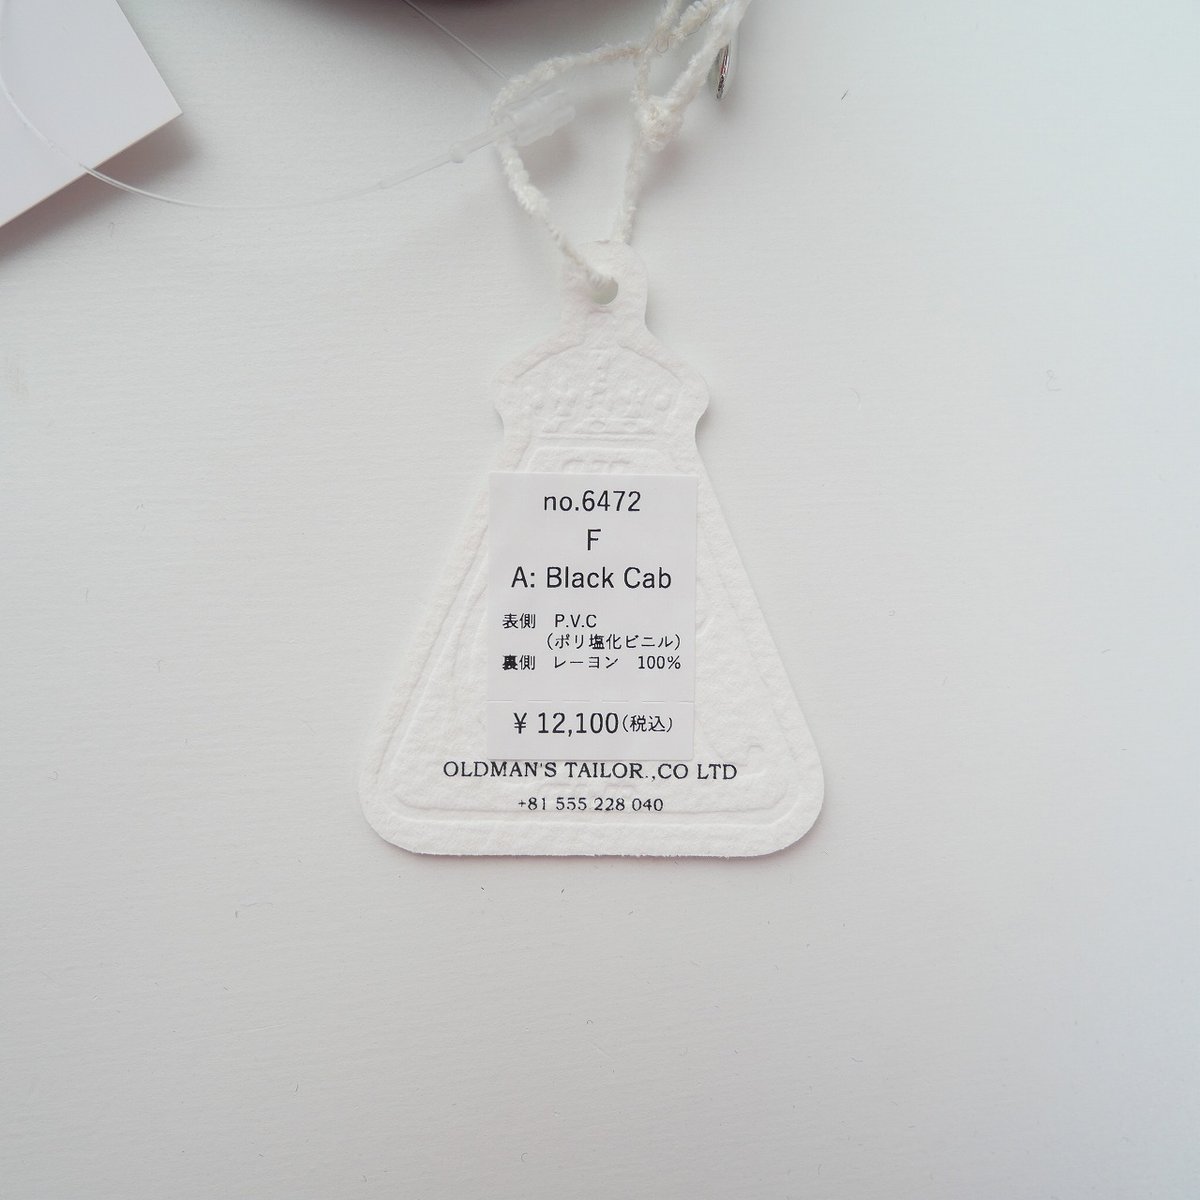 no.6472
F
A: Black Cab
表側 P.V.C
(ポリ塩化ビニル)
裏側 レーヨン 100%
¥ 12,100(税込)
OLDMAN'S TAILOR.,CO LTD
+81 555 228 040